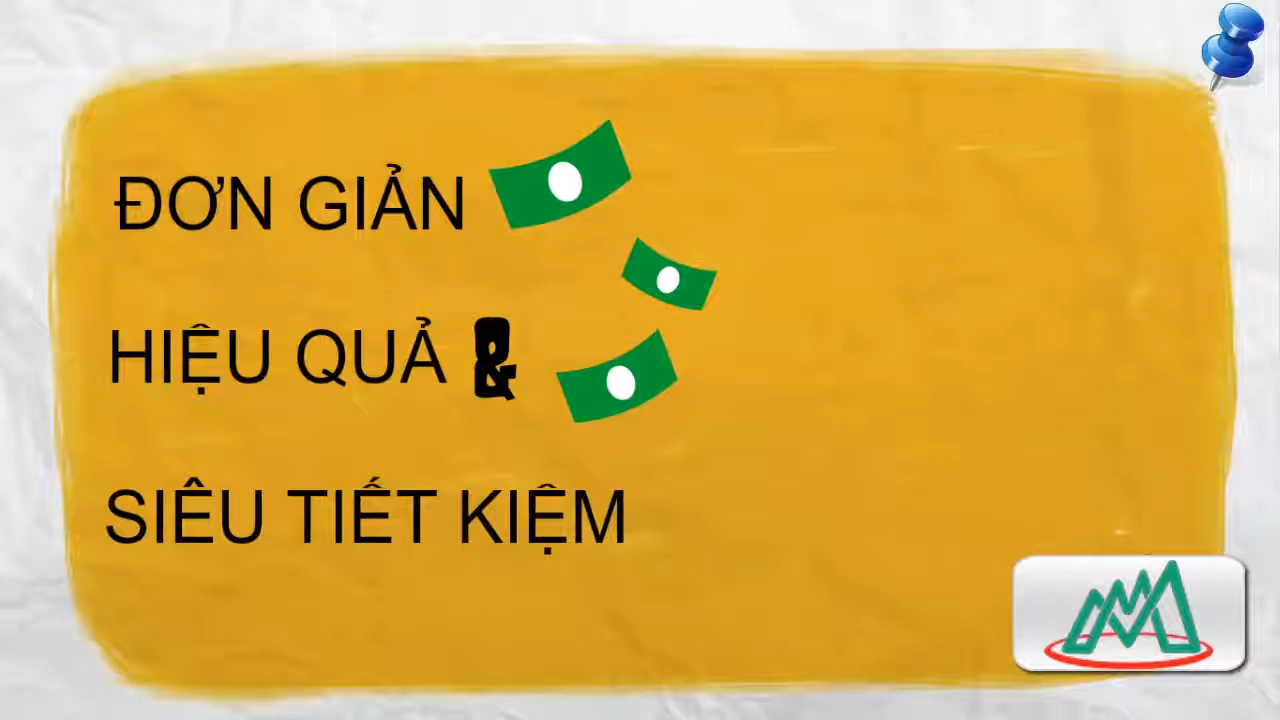 ĐƠN GIẢN
HIỆU QUẢ &
SIÊU TIẾT KIỆM